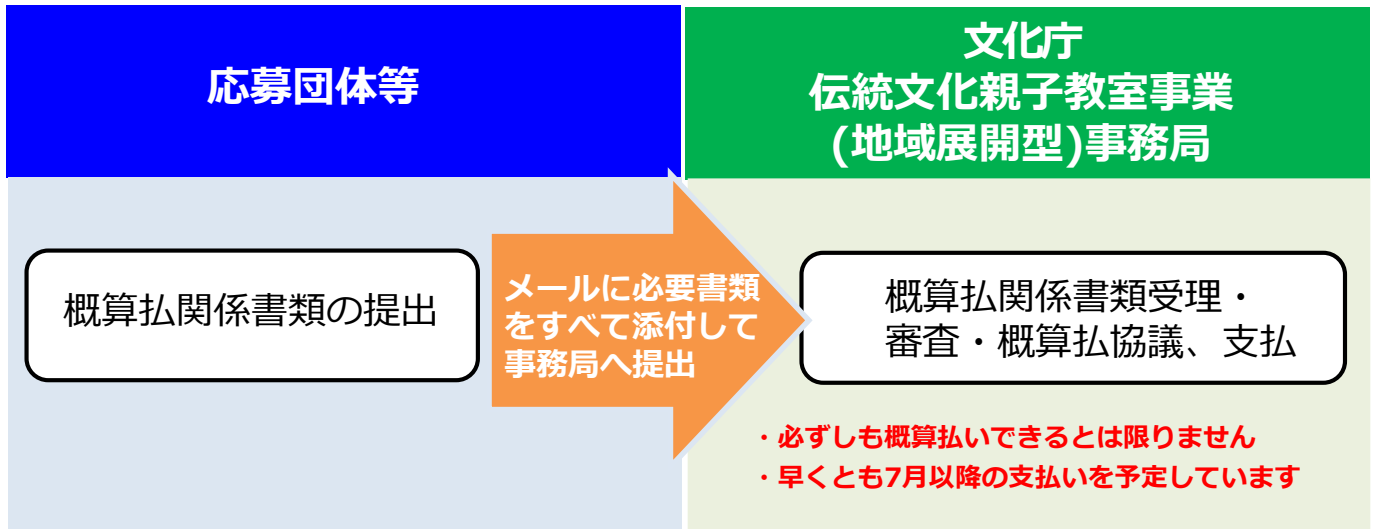 応募団体等
文化庁
伝統文化親子教室事業
(地域展開型)事務局
概算払関係書類の提出
メールに必要書類
をすべて添付して
事務局へ提出
概算払関係書類受理・
審査・概算払協議、支払
・必ずしも概算払いできるとは限りません
・早くとも7月以降の支払いを予定しています